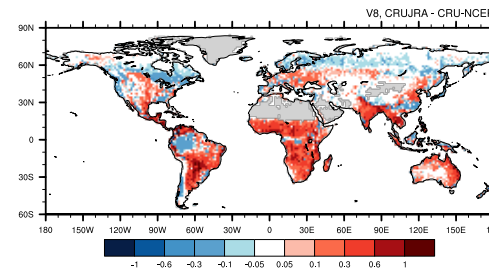 V8, CRUJRA - CRU-NCEP
90N
60N
30N
0
30S
60S
180 150W 120W 90W 60W 30W 0 30E 60E 90E 120E 150E
-1 -0.6 -0.3 -0.1 -0.05 0.05 0.1 0.3 0.6